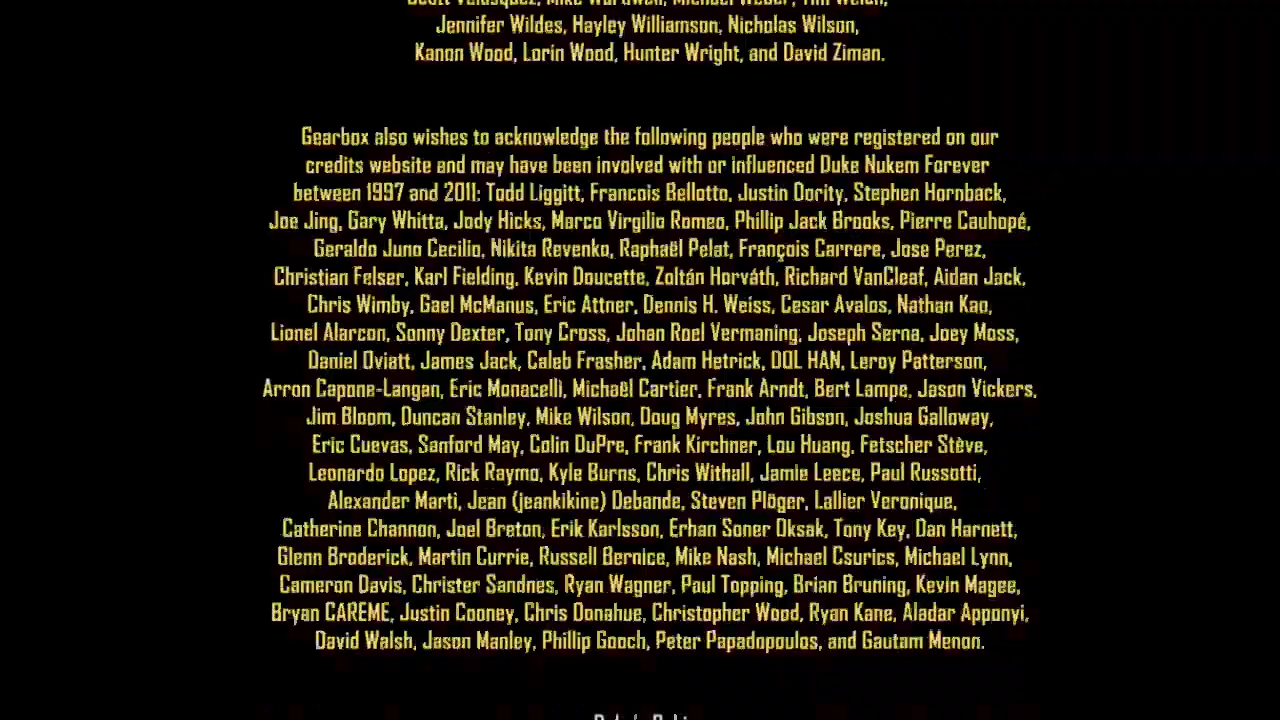 Scott Velasquez, Mike Wardwell, Michael Weber, Tim Welch,
Jennifer Wildes, Hayley Williamson, Nicholas Wilson,
Kanon Wood, Lorin Wood, Hunter Wright, and David Ziman.
Gearbox also wishes to acknowledge the following people who were registered on our
credits website and may have been involved with or influenced Duke Nukem Forever
between 1997 and 2011: Todd Liggitt, Francois Bellotto, Justin Dority, Stephen Hornback,
Joe Jing, Gary Whitta, Jody Hicks, Marco Virgilio Romeo, Phillip Jack Brooks, Pierre Cauhopé,
Geraldo Juno Cecilio, Nikita Revenko, Raphaël Pelat, François Carrere, Jose Perez,
Christian Felser, Karl Fielding, Kevin Doucette, Zoltán Horváth, Richard VanCleaf, Aidan Jack,
Chris Wimby, Gael McManus, Eric Attner, Dennis H. Weiss, Cesar Avalos, Nathan Kao,
Lionel Alarcon, Sonny Dexter, Tony Cross, Johan Roel Vermaning, Joseph Serna, Joey Moss,
Daniel Oviatt, James Jack, Caleb Frasher, Adam Hetrick, DOL HAN, Leroy Patterson,
Arron Capone-Langan, Eric Monacelli, Michaël Cartier, Frank Arndt, Bert Lampe, Jason Vickers,
Jim Bloom, Duncan Stanley, Mike Wilson, Doug Myres, John Gibson, Joshua Galloway,
Eric Cuevas, Sanford May, Colin DuPre, Frank Kirchner, Lou Huang, Fetscher Stève,
Leonardo Lopez, Rick Raymo, Kyle Burns, Chris Withall, Jamie Leece, Paul Russotti,
Alexander Marti, Jean (jeankikine) Debande, Steven Plöger, Lallier Veronique,
Catherine Channon, Joel Breton, Erik Karlsson, Erhan Soner Oksak, Tony Key, Dan Harnett,
Glenn Broderick, Martin Currie, Russell Bernice, Mike Nash, Michael Csurics, Michael Lynn,
Cameron Davis, Christer Sandnes, Ryan Wagner, Paul Topping, Brian Bruning, Kevin Magee,
Bryan CAREME, Justin Cooney, Chris Donahue, Christopher Wood, Ryan Kane, Aladar Apponyi,
David Walsh, Jason Manley, Phillip Gooch, Peter Papadopoulos, and Gautam Menon.